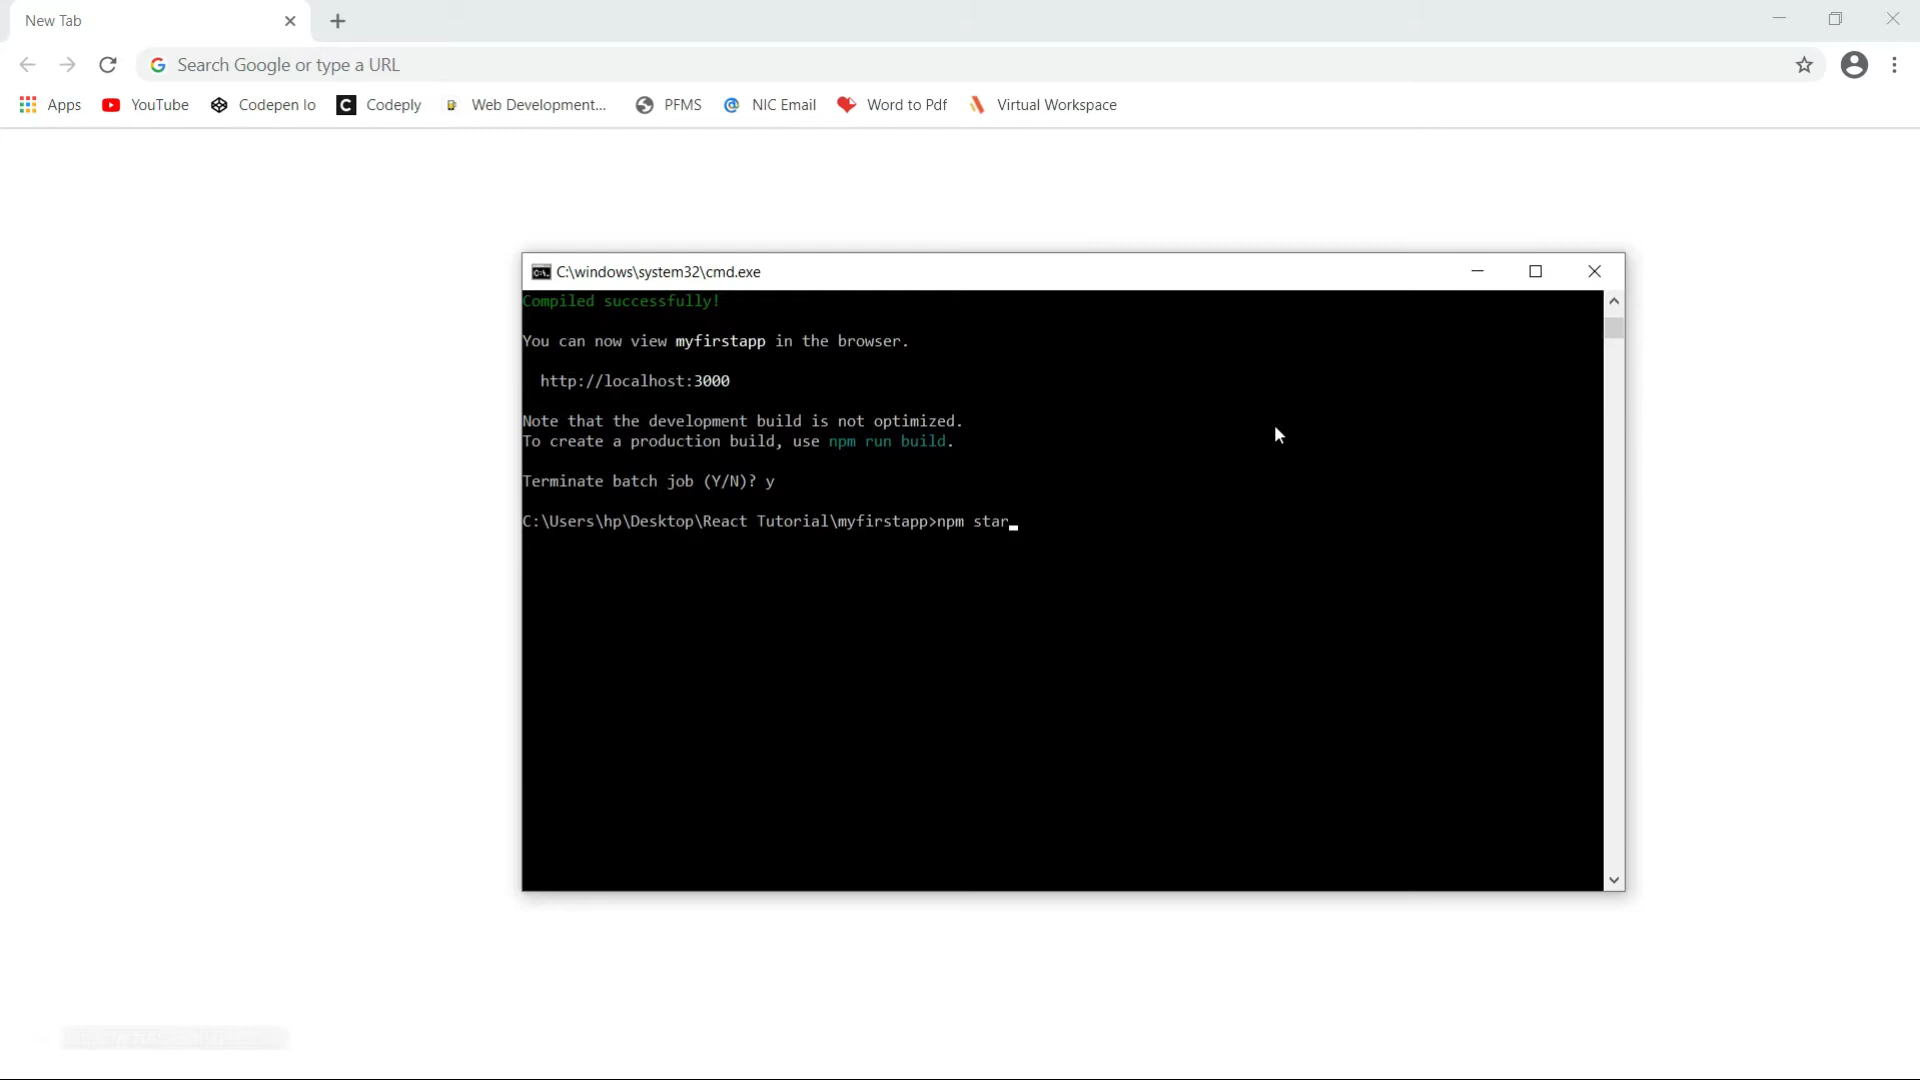 New Tab
Search Google or type a URL
Apps YouTube Codepen Io Codeply Web Development... PFMS NIC Email Word to Pdf Virtual Workspace
C:\windows\system32\cmd.exe
Compiled successfully!
You can now view myfirstapp in the browser.
http://localhost:3000
Note that the development build is not optimized.
To create a production build, use npm run build.
Terminate batch job (Y/N)? y
C:\Users\hp\Desktop\React Tutorial\myfirstapp>npm star